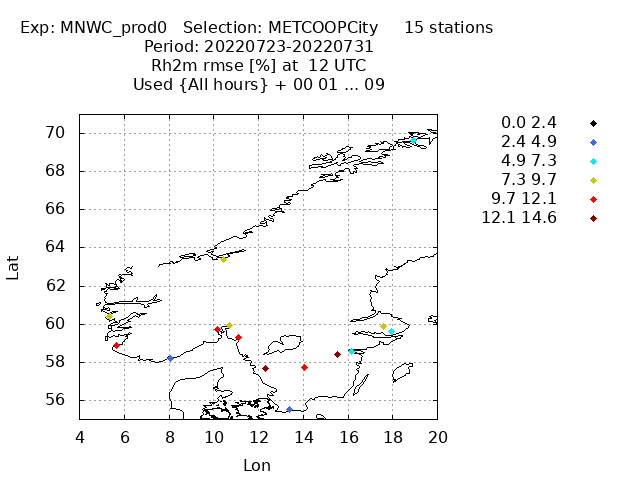 Exp: MNWC_prod0   Selection: METCOOPCity     15 stations
Period: 20220723-20220731
Rh2m rmse [%] at  12 UTC
Used {All hours} + 00 01 ... 09
0.0 2.4
2.4 4.9
4.9 7.3
7.3 9.7
9.7 12.1
12.1 14.6
70
68
66
64
62
60
58
56
Lat
4 6 8 10 12 14 16 18 20
Lon